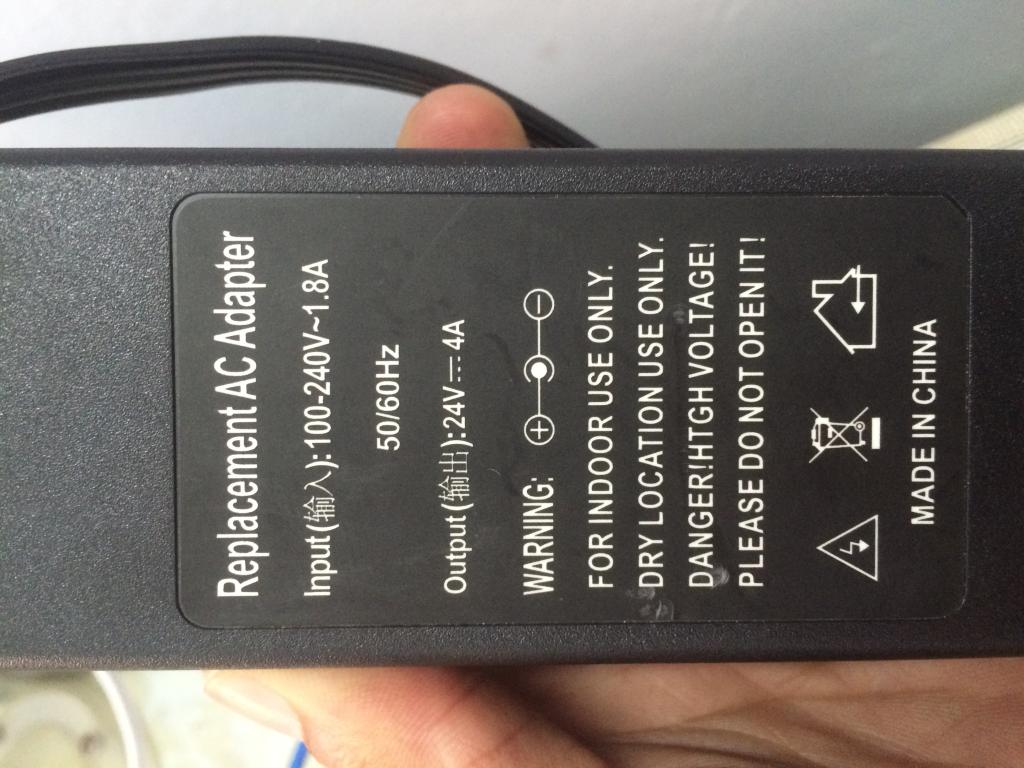 Replacement AC Adapter
Input(输入):100-240V~1.8A
50/60Hz
Output(输出):24V⎓4A
WARNING:
FOR INDOOR USE ONLY.
DRY LOCATION USE ONLY.
DANGER!HTGH VOLTAGE!
PLEASE DO NOT OPEN IT!
MADE IN CHINA